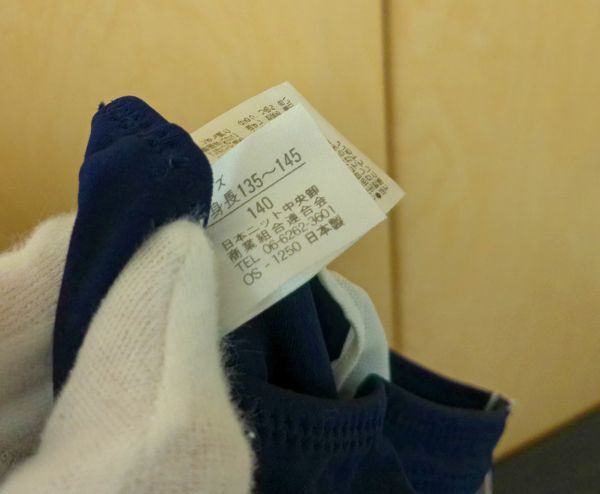 ズ
身長135～145
140
日本ニット中央卸
商業組合連合会
TEL 06-6262-3601
OS - 1250 日本製